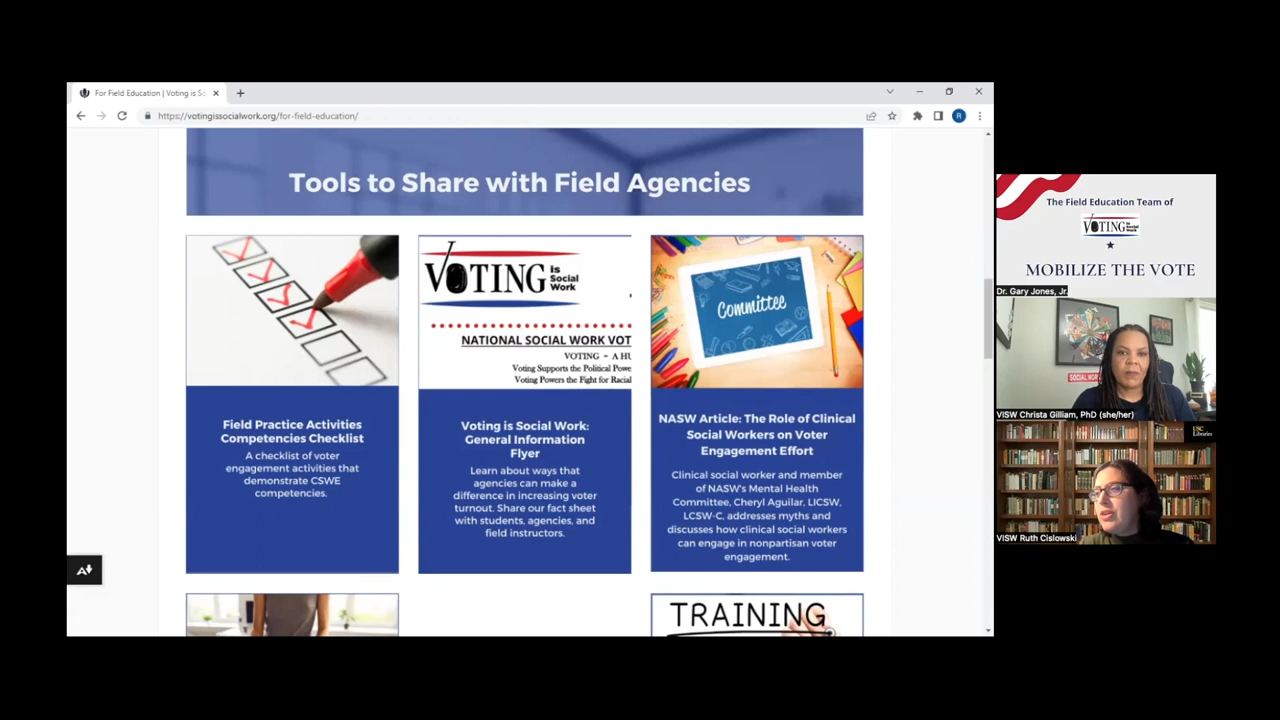 For Field Education | Voting is So
https://votingissocialwork.org/for-field-education/
R
Tools to Share with Field Agencies
VOTING is Social Work
NATIONAL SOCIAL WORK VOT
VOTING ~ A HU
Voting Supports the Political Powe
Voting Powers the Fight for Racial
Committee
Field Practice Activities
Competencies Checklist
A checklist of voter
engagement activities that
demonstrate CSWE
competencies.
Voting is Social Work:
General Information
Flyer
Learn about ways that
agencies can make a
difference in increasing voter
turnout. Share our fact sheet
with students, agencies, and
field instructors.
NASW Article: The Role of Clinical
Social Workers on Voter
Engagement Effort
Clinical social worker and member
of NASW's Mental Health
Committee, Cheryl Aguilar, LICSW,
LCSW-C, addresses myths and
discusses how clinical social workers
can engage in nonpartisan voter
engagement.
TRAINING
A
The Field Education Team of
VOTING is Social Work
MOBILIZE THE VOTE
Dr. Gary Jones, Jr.
SOCIAL WOR
VISW Christa Gilliam, PhD (she/her)
USC
Libraries
VISW Ruth Cislowski